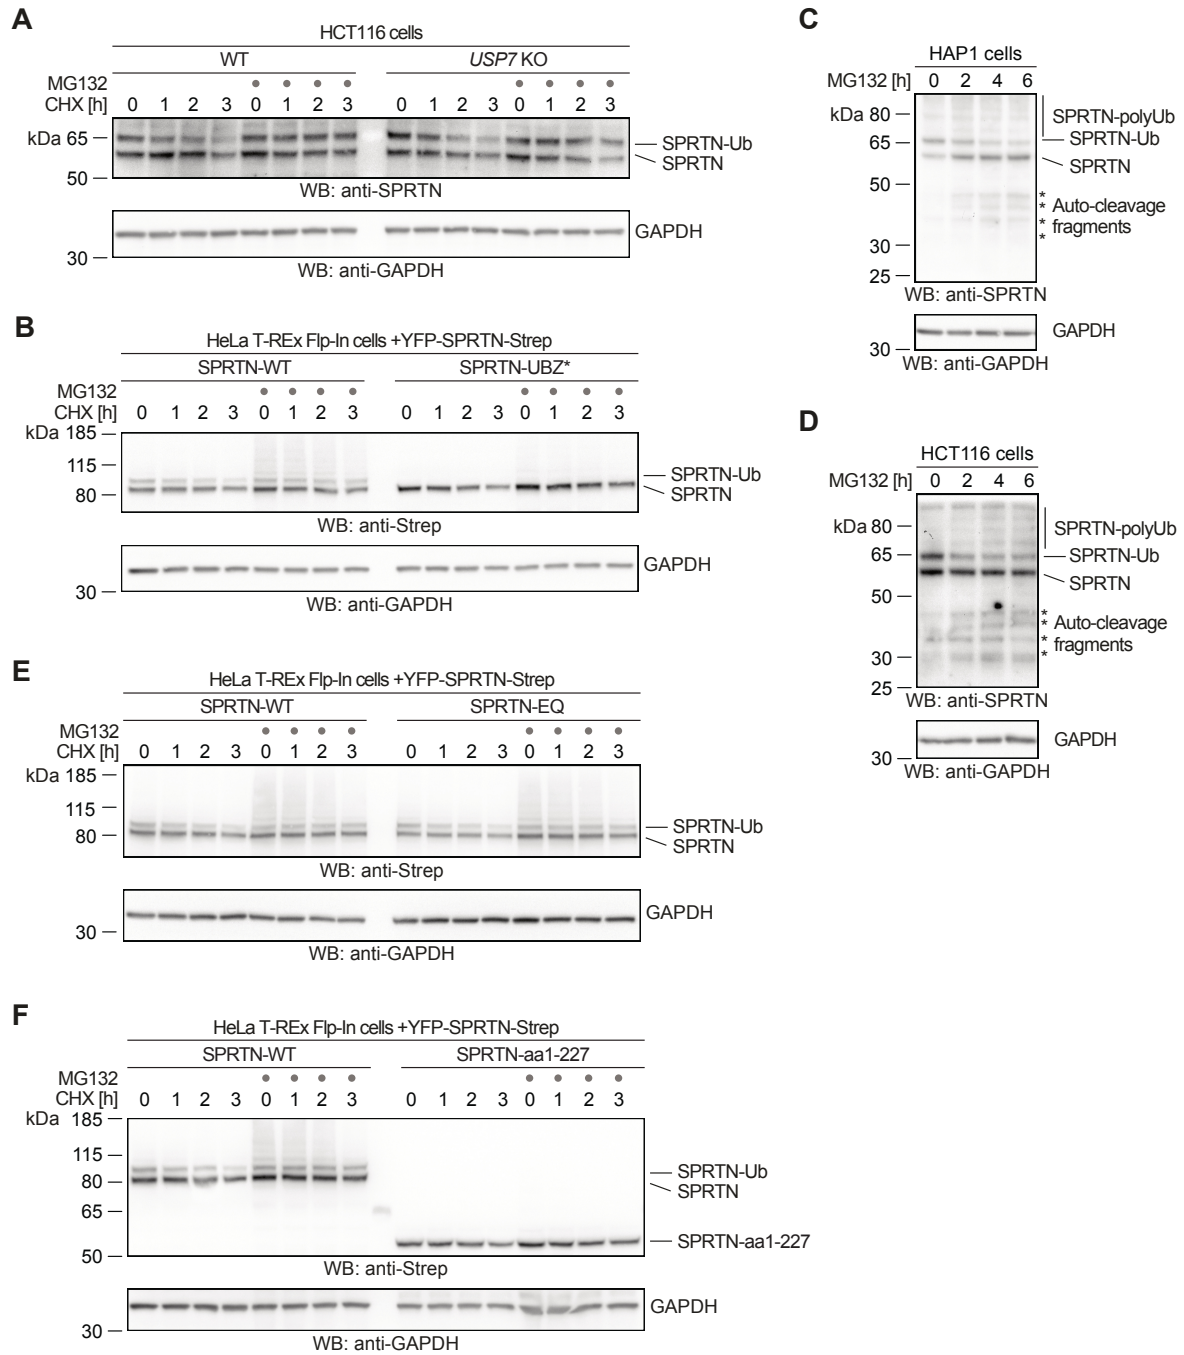 A
HCT116 cells
WT USP7 KO
MG132 • • • • • • • •
CHX [h] 0 1 2 3 0 1 2 3 0 1 2 3 0 1 2 3
kDa 65
SPRTN-Ub
SPRTN
50
WB: anti-SPRTN
GAPDH
30
WB: anti-GAPDH
B
HeLa T-REx Flp-In cells +YFP-SPRTN-Strep
SPRTN-WT SPRTN-UBZ*
MG132 • • • • • • • •
CHX [h] 0 1 2 3 0 1 2 3 0 1 2 3 0 1 2 3
kDa 185
115
SPRTN-Ub
80
SPRTN
WB: anti-Strep
GAPDH
30
WB: anti-GAPDH
C
HAP1 cells
MG132 [h] 0 2 4 6
kDa 80
SPRTN-polyUb
65
SPRTN-Ub
SPRTN
50
*
*
*
*
Auto-cleavage
fragments
30
25
WB: anti-SPRTN
GAPDH
30
WB: anti-GAPDH
D
HCT116 cells
MG132 [h] 0 2 4 6
kDa 80
SPRTN-polyUb
65
SPRTN-Ub
SPRTN
50
*
*
*
*
Auto-cleavage
fragments
30
25
WB: anti-SPRTN
GAPDH
30
WB: anti-GAPDH
E
HeLa T-REx Flp-In cells +YFP-SPRTN-Strep
SPRTN-WT SPRTN-EQ
MG132 • • • • • • • •
CHX [h] 0 1 2 3 0 1 2 3 0 1 2 3 0 1 2 3
kDa 185
115
SPRTN-Ub
80
SPRTN
WB: anti-Strep
GAPDH
30
WB: anti-GAPDH
F
HeLa T-REx Flp-In cells +YFP-SPRTN-Strep
SPRTN-WT SPRTN-aa1-227
MG132 • • • • • • • •
CHX [h] 0 1 2 3 0 1 2 3 0 1 2 3 0 1 2 3
kDa 185
115
SPRTN-Ub
80
SPRTN
65
SPRTN-aa1-227
50
WB: anti-Strep
GAPDH
30
WB: anti-GAPDH